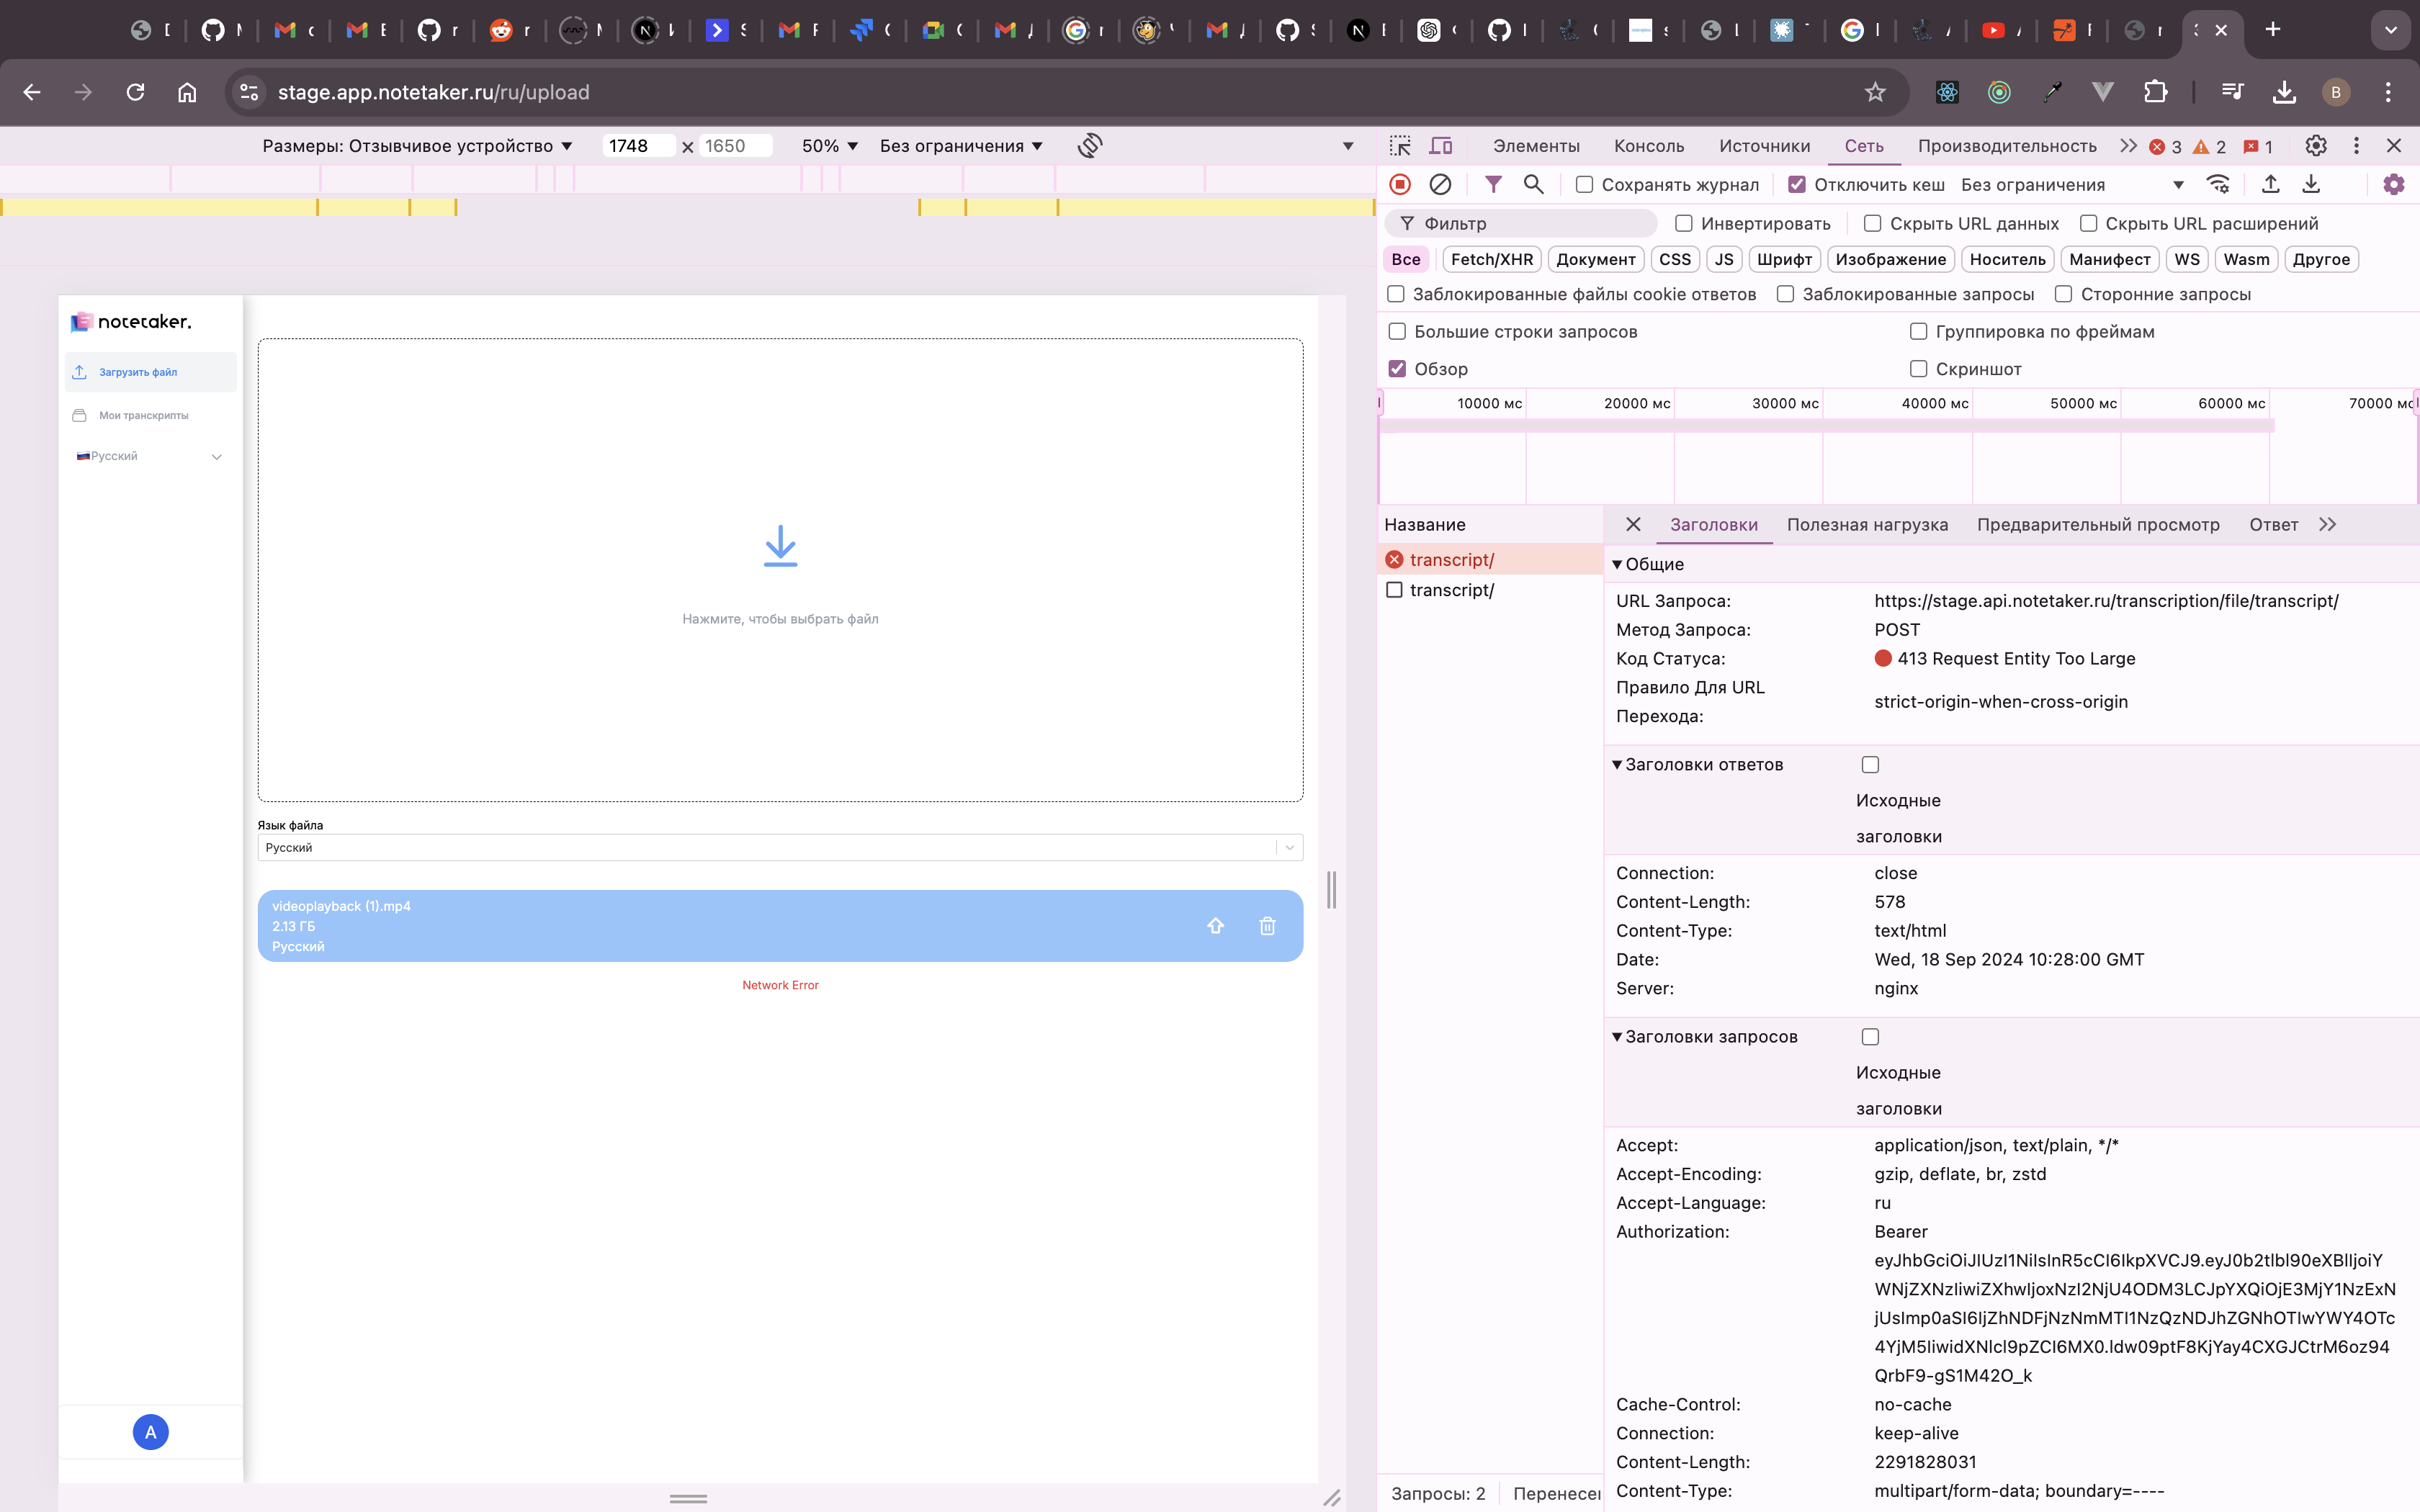 stage.app.notetaker.ru/ru/upload
B
Размеры: Отзывчивое устройство ▼ 1748 × 1650 50% ▼ Без ограничения ▼
Элементы Консоль Источники Сеть Производительность 3 2 1
Сохранять журнал Отключить кеш Без ограничения
Фильтр Инвертировать Скрыть URL данных Скрыть URL расширений
Все Fetch/XHR Документ CSS JS Шрифт Изображение Носитель Манифест WS Wasm Другое
Заблокированные файлы cookie ответов Заблокированные запросы Сторонние запросы
Большие строки запросов Группировка по фреймам
Обзор Скриншот
10000 мс 20000 мс 30000 мс 40000 мс 50000 мс 60000 мс 70000 мс
notetaker.
Загрузить файл
Мои транскрипты
Русский
Нажмите, чтобы выбрать файл
Язык файла
Русский
videoplayback (1).mp4
2.13 ГБ
Русский
Network Error
A
Название
transcript/
transcript/
Запросы: 2
Заголовки Полезная нагрузка Предварительный просмотр Ответ
Общие
URL Запроса: https://stage.api.notetaker.ru/transcription/file/transcript/
Метод Запроса: POST
Код Статуса: 413 Request Entity Too Large
Правило Для URL
Перехода: strict-origin-when-cross-origin
Заголовки ответов
Исходные
заголовки
Connection: close
Content-Length: 578
Content-Type: text/html
Date: Wed, 18 Sep 2024 10:28:00 GMT
Server: nginx
Заголовки запросов
Исходные
заголовки
Accept: application/json, text/plain, */*
Accept-Encoding: gzip, deflate, br, zstd
Accept-Language: ru
Authorization: Bearer
Cache-Control: no-cache
Connection: keep-alive
Content-Length: 2291828031
Content-Type: multipart/form-data; boundary=----